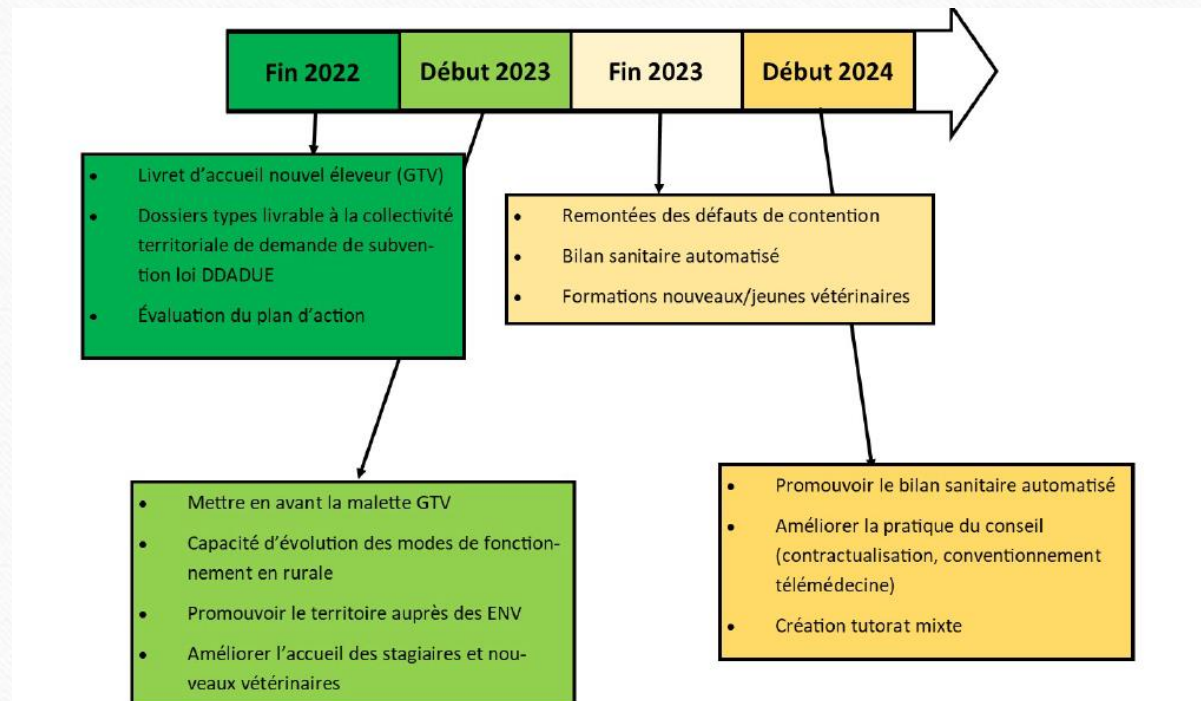 Fin 2022
Début 2023
Fin 2023
Début 2024
• Livret d'accueil nouvel éleveur (GTV)
• Dossiers types livrable à la collectivité
territoriale de demande de subven-
tion loi DDADUE
• Évaluation du plan d'action
• Remontées des défauts de contention
• Bilan sanitaire automatisé
• Formations nouveaux/jeunes vétérinaires
• Mettre en avant la malette GTV
• Capacité d'évolution des modes de fonction-
nement en rurale
• Promouvoir le territoire auprès des ENV
• Améliorer l'accueil des stagiaires et nou-
veaux vétérinaires
• Promouvoir le bilan sanitaire automatisé
• Améliorer la pratique du conseil
(contractualisation, conventionnement
télémédecine)
• Création tutorat mixte